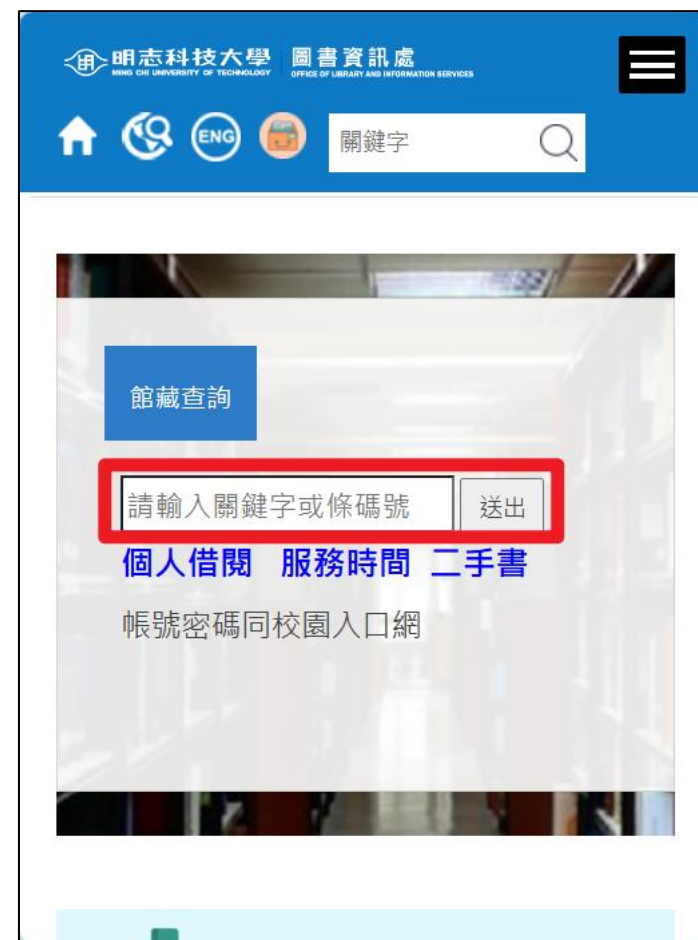 明志科技大學 圖書資訊處
MING CHI UNIVERSITY OF TECHNOLOGY OFFICE OF LIBRARY AND INFORMATION SERVICES
ENG 關鍵字
館藏查詢
請輸入關鍵字或條碼號 送出
個人借閱 服務時間 二手書
帳號密碼同校園入口網